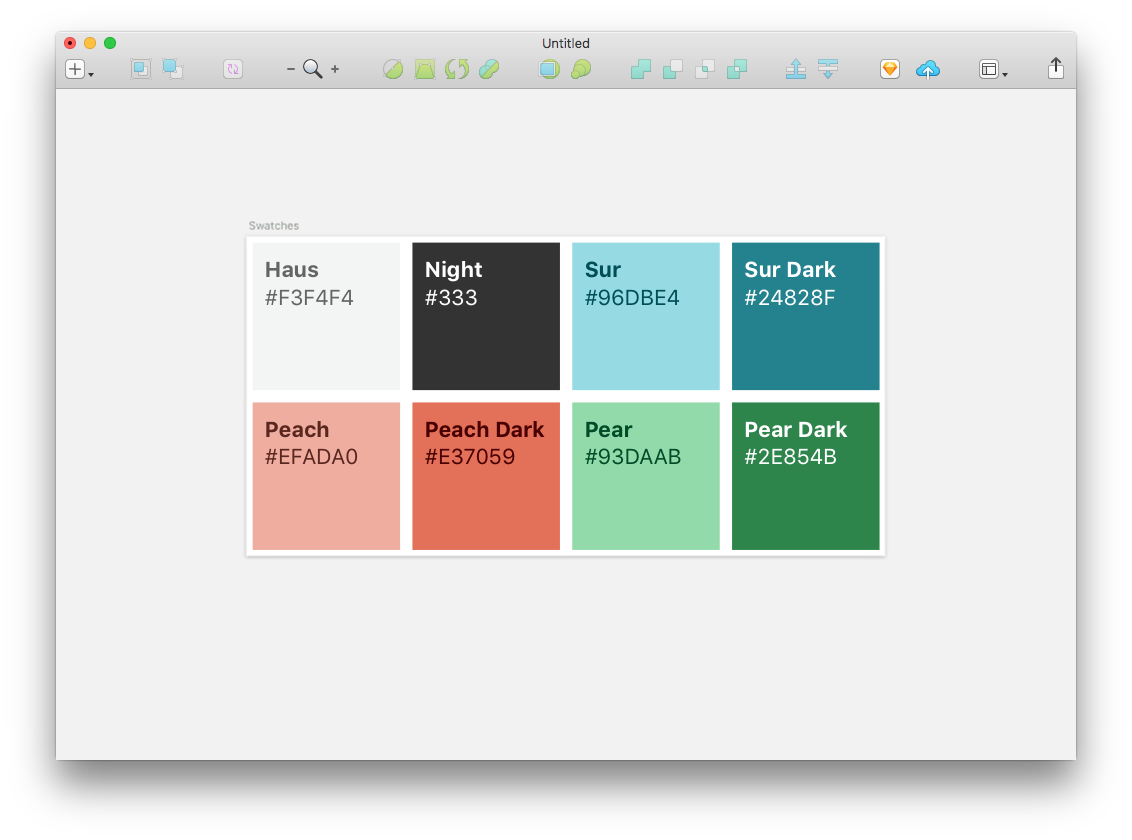 Untitled
Swatches
Haus
#F3F4F4
Night
#333
Sur
#96DBE4
Sur Dark
#24828F
Peach
#EFADA0
Peach Dark
#E37059
Pear
#93DAAB
Pear Dark
#2E854B